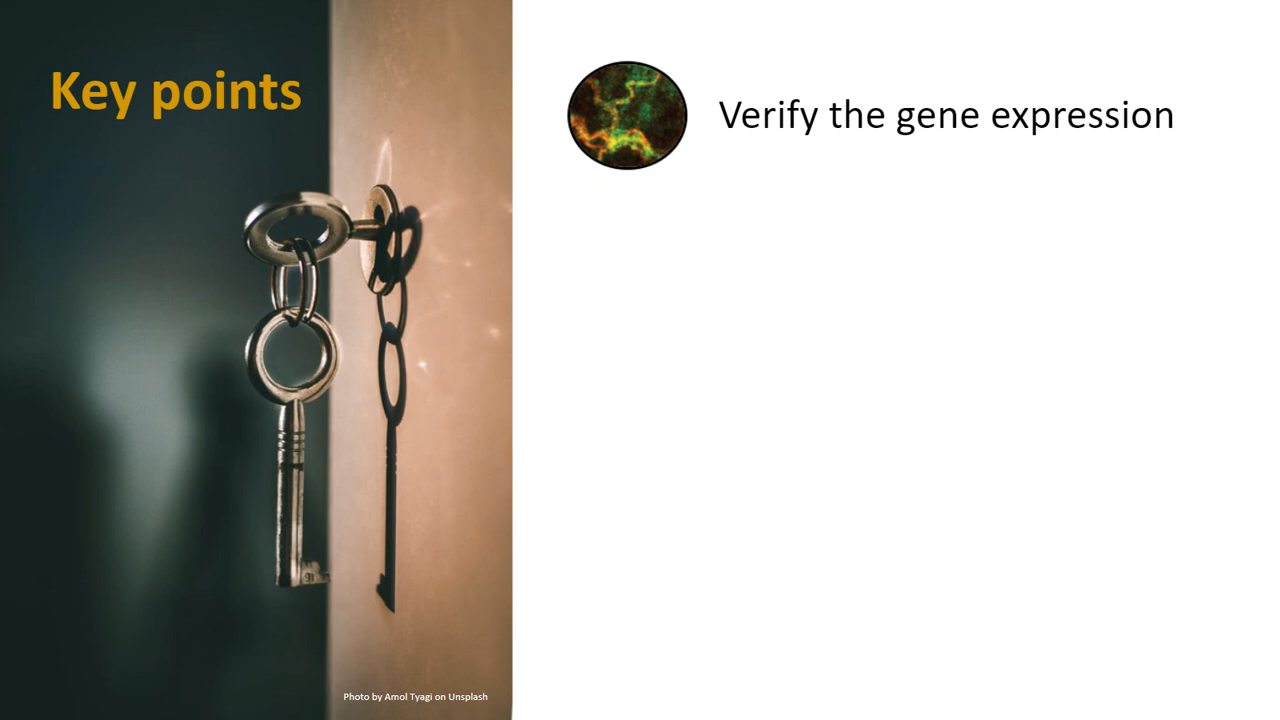 Key points
Verify the gene expression
Photo by Amol Tyagi on Unsplash